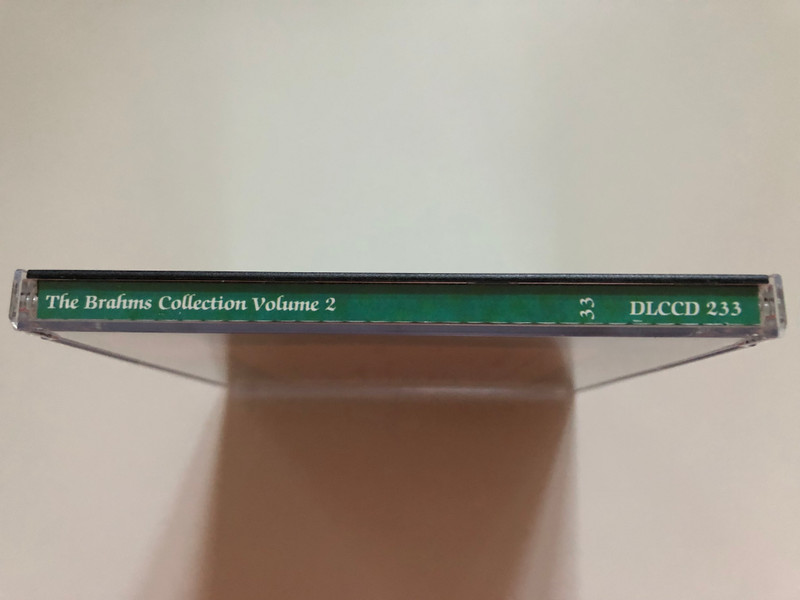 The Brahms Collection Volume 2
33
DLCCD 233